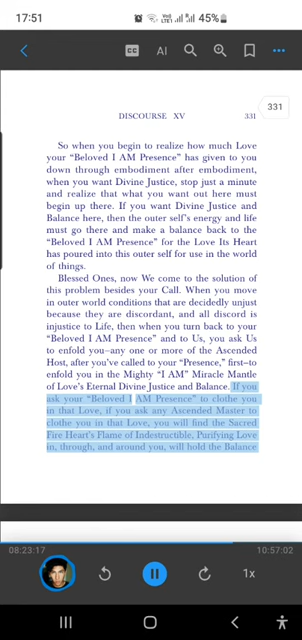 17:51
45%
CC
AI
331
DISCOURSE XV 331
So when you begin to realize how much Love
your “Beloved I AM Presence” has given to you
down through embodiment after embodiment,
when you want Divine Justice, stop just a minute
and realize that what you want out here must
begin up there. If you want Divine Justice and
Balance here, then the outer self’s energy and life
must go there and make a balance back to the
“Beloved I AM Presence” for the Love Its Heart
has poured into this outer self for use in the world
of things.
Blessed Ones, now We come to the solution of
this problem besides your Call. When you move
in outer world conditions that are decidedly unjust
because they are discordant, and all discord is
injustice to Life, then when you turn back to your
“Beloved I AM Presence” and to Us, you ask Us
to enfold you—any one or more of the Ascended
Host, after you’ve called to your “Presence,” first—to
enfold you in the Mighty “I AM” Miracle Mantle
of Love’s Eternal Divine Justice and Balance. If you
ask your “Beloved I AM Presence” to clothe you
in that Love, if you ask any Ascended Master to
clothe you in that Love, you will find the Sacred
Fire Heart’s Flame of Indestructible, Purifying Love
in, through, and around you, will hold the Balance
08:23:17
10:57:02
1x